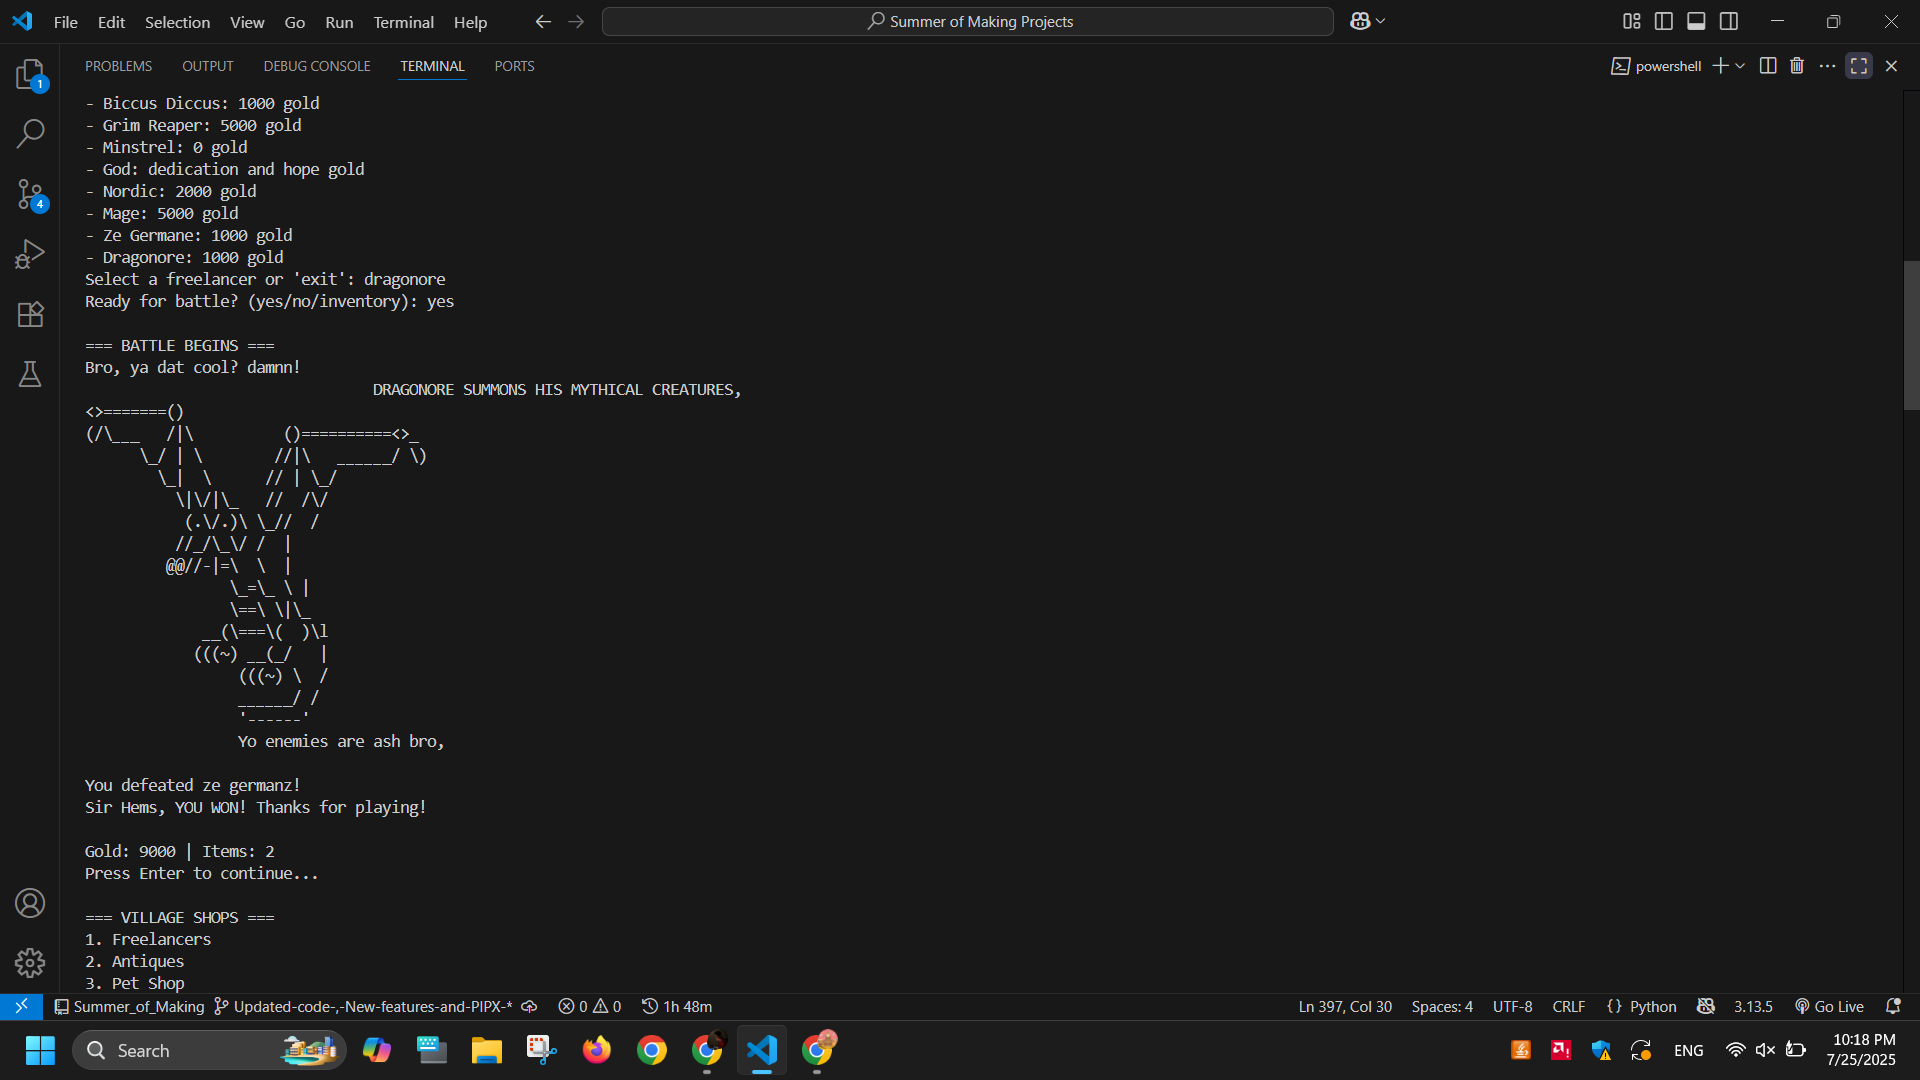 File Edit Selection View Go Run Terminal Help
Summer of Making Projects
PROBLEMS OUTPUT DEBUG CONSOLE TERMINAL PORTS
powershell
1
4
- Biccus Diccus: 1000 gold
- Grim Reaper: 5000 gold
- Minstrel: 0 gold
- God: dedication and hope gold
- Nordic: 2000 gold
- Mage: 5000 gold
- Ze Germane: 1000 gold
- Dragonore: 1000 gold
Select a freelancer or 'exit': dragonore
Ready for battle? (yes/no/inventory): yes
=== BATTLE BEGINS ===
Bro, ya dat cool? damnn!
DRAGONORE SUMMONS HIS MYTHICAL CREATURES,
<>=======()
(/\___   /|\          ()==========<>_
      \_/ | \        //|\   ______/ \)
        \_|  \      // | \_/
          \|\/|\_   //  /\/
           (.\/.)\ \_//  /
          //_/\_\/ /  |
         @@//-|=\  \  |
                \_=\_ \ |
                \==\ \|\_
             __(\===\(  )\l
            (((~) __(_/   |
                 (((~) \  /
                 ______/ /
                 '------'
Yo enemies are ash bro,
You defeated ze germanz!
Sir Hems, YOU WON! Thanks for playing!
Gold: 9000 | Items: 2
Press Enter to continue...
=== VILLAGE SHOPS ===
1. Freelancers
2. Antiques
3. Pet Shop
Summer_of_Making Updated-code-,-New-features-and-PIPX-* 0 0 1h 48m Ln 397, Col 30 Spaces: 4 UTF-8 CRLF {} Python 3.13.5 Go Live
Search
ENG
10:18 PM
7/25/2025